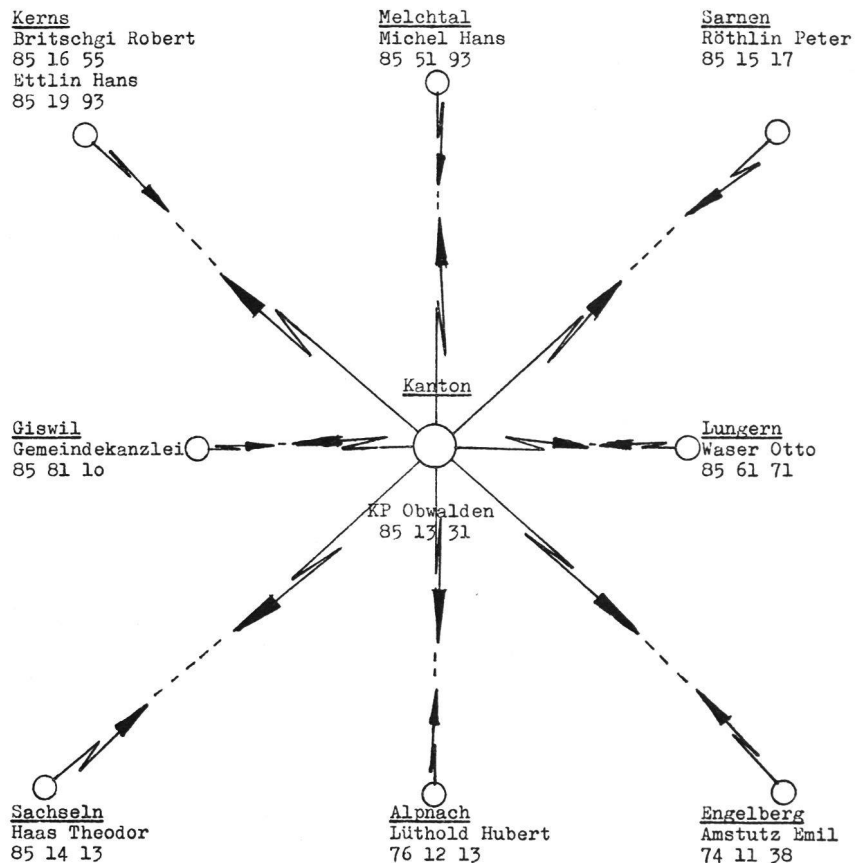 Kerns
Britschgi Robert
85 16 55
Ettlin Hans
85 19 93
Melchtal
Michel Hans
85 51 93
Sarnen
Röthlin Peter
85 15 17
Kanton
Giswil
Gemeindekanzlei
85 81 lo
Lungern
Waser Otto
85 61 71
KP Obwalden
85 13 31
Sachseln
Haas Theodor
85 14 13
Alpnach
Lüthold Hubert
76 12 13
Engelberg
Amstutz Emil
74 11 38